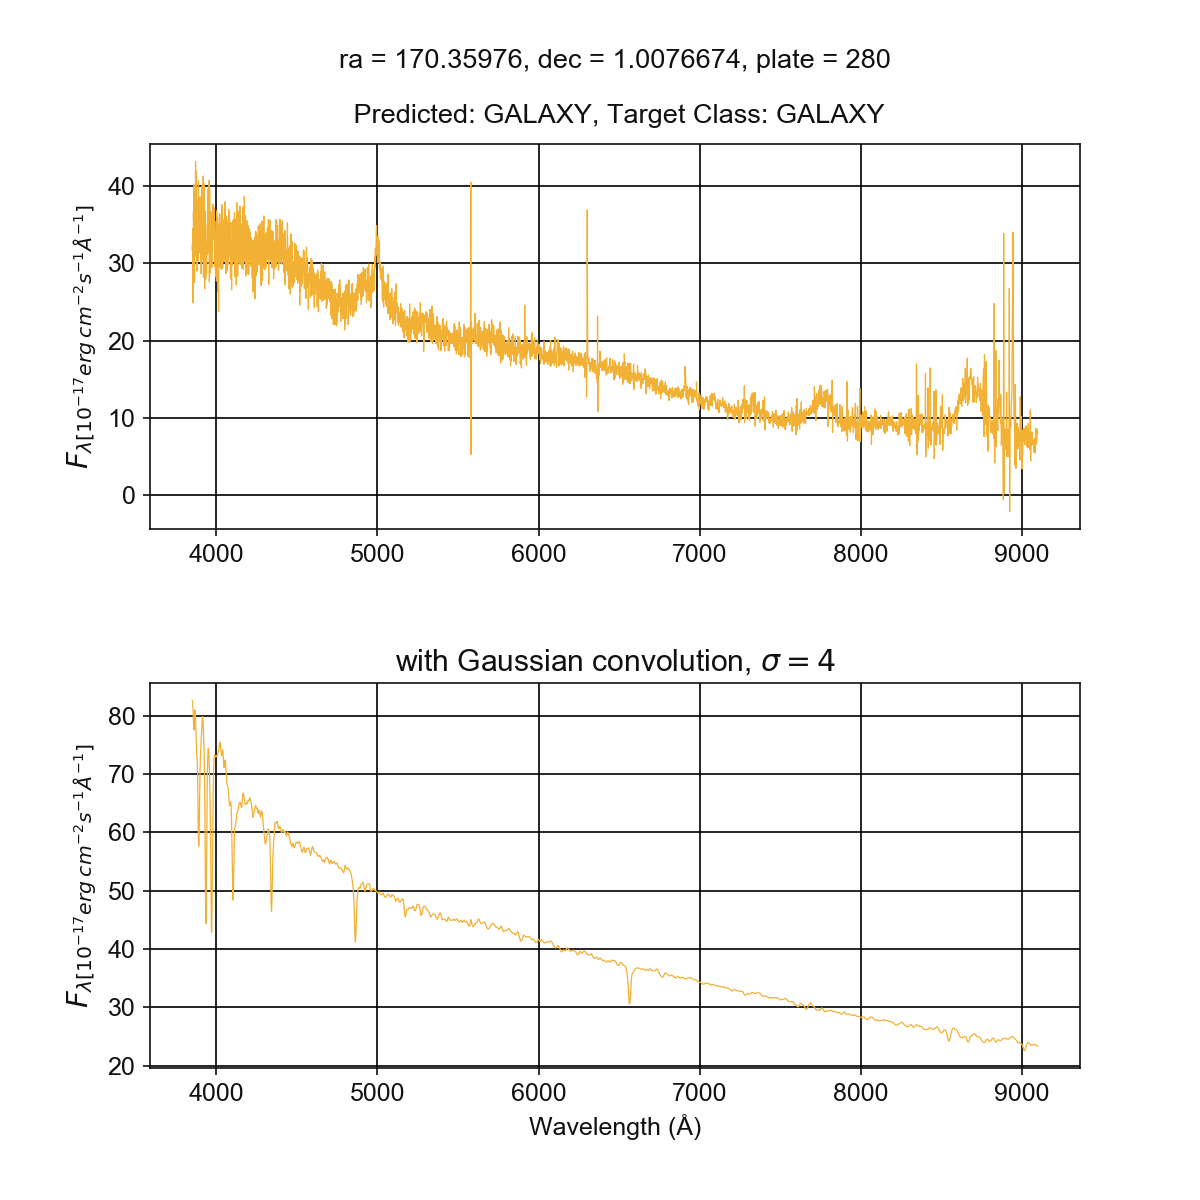 ra = 170.35976, dec = 1.0076674, plate = 280
Predicted: GALAXY, Target Class: GALAXY
F_λ[10⁻¹⁷ erg cm⁻² s⁻¹ Å⁻¹]
40
30
20
10
0
4000 5000 6000 7000 8000 9000
with Gaussian convolution, σ = 4
F_λ[10⁻¹⁷ erg cm⁻² s⁻¹ Å⁻¹]
80
70
60
50
40
30
20
4000 5000 6000 7000 8000 9000
Wavelength (Å)